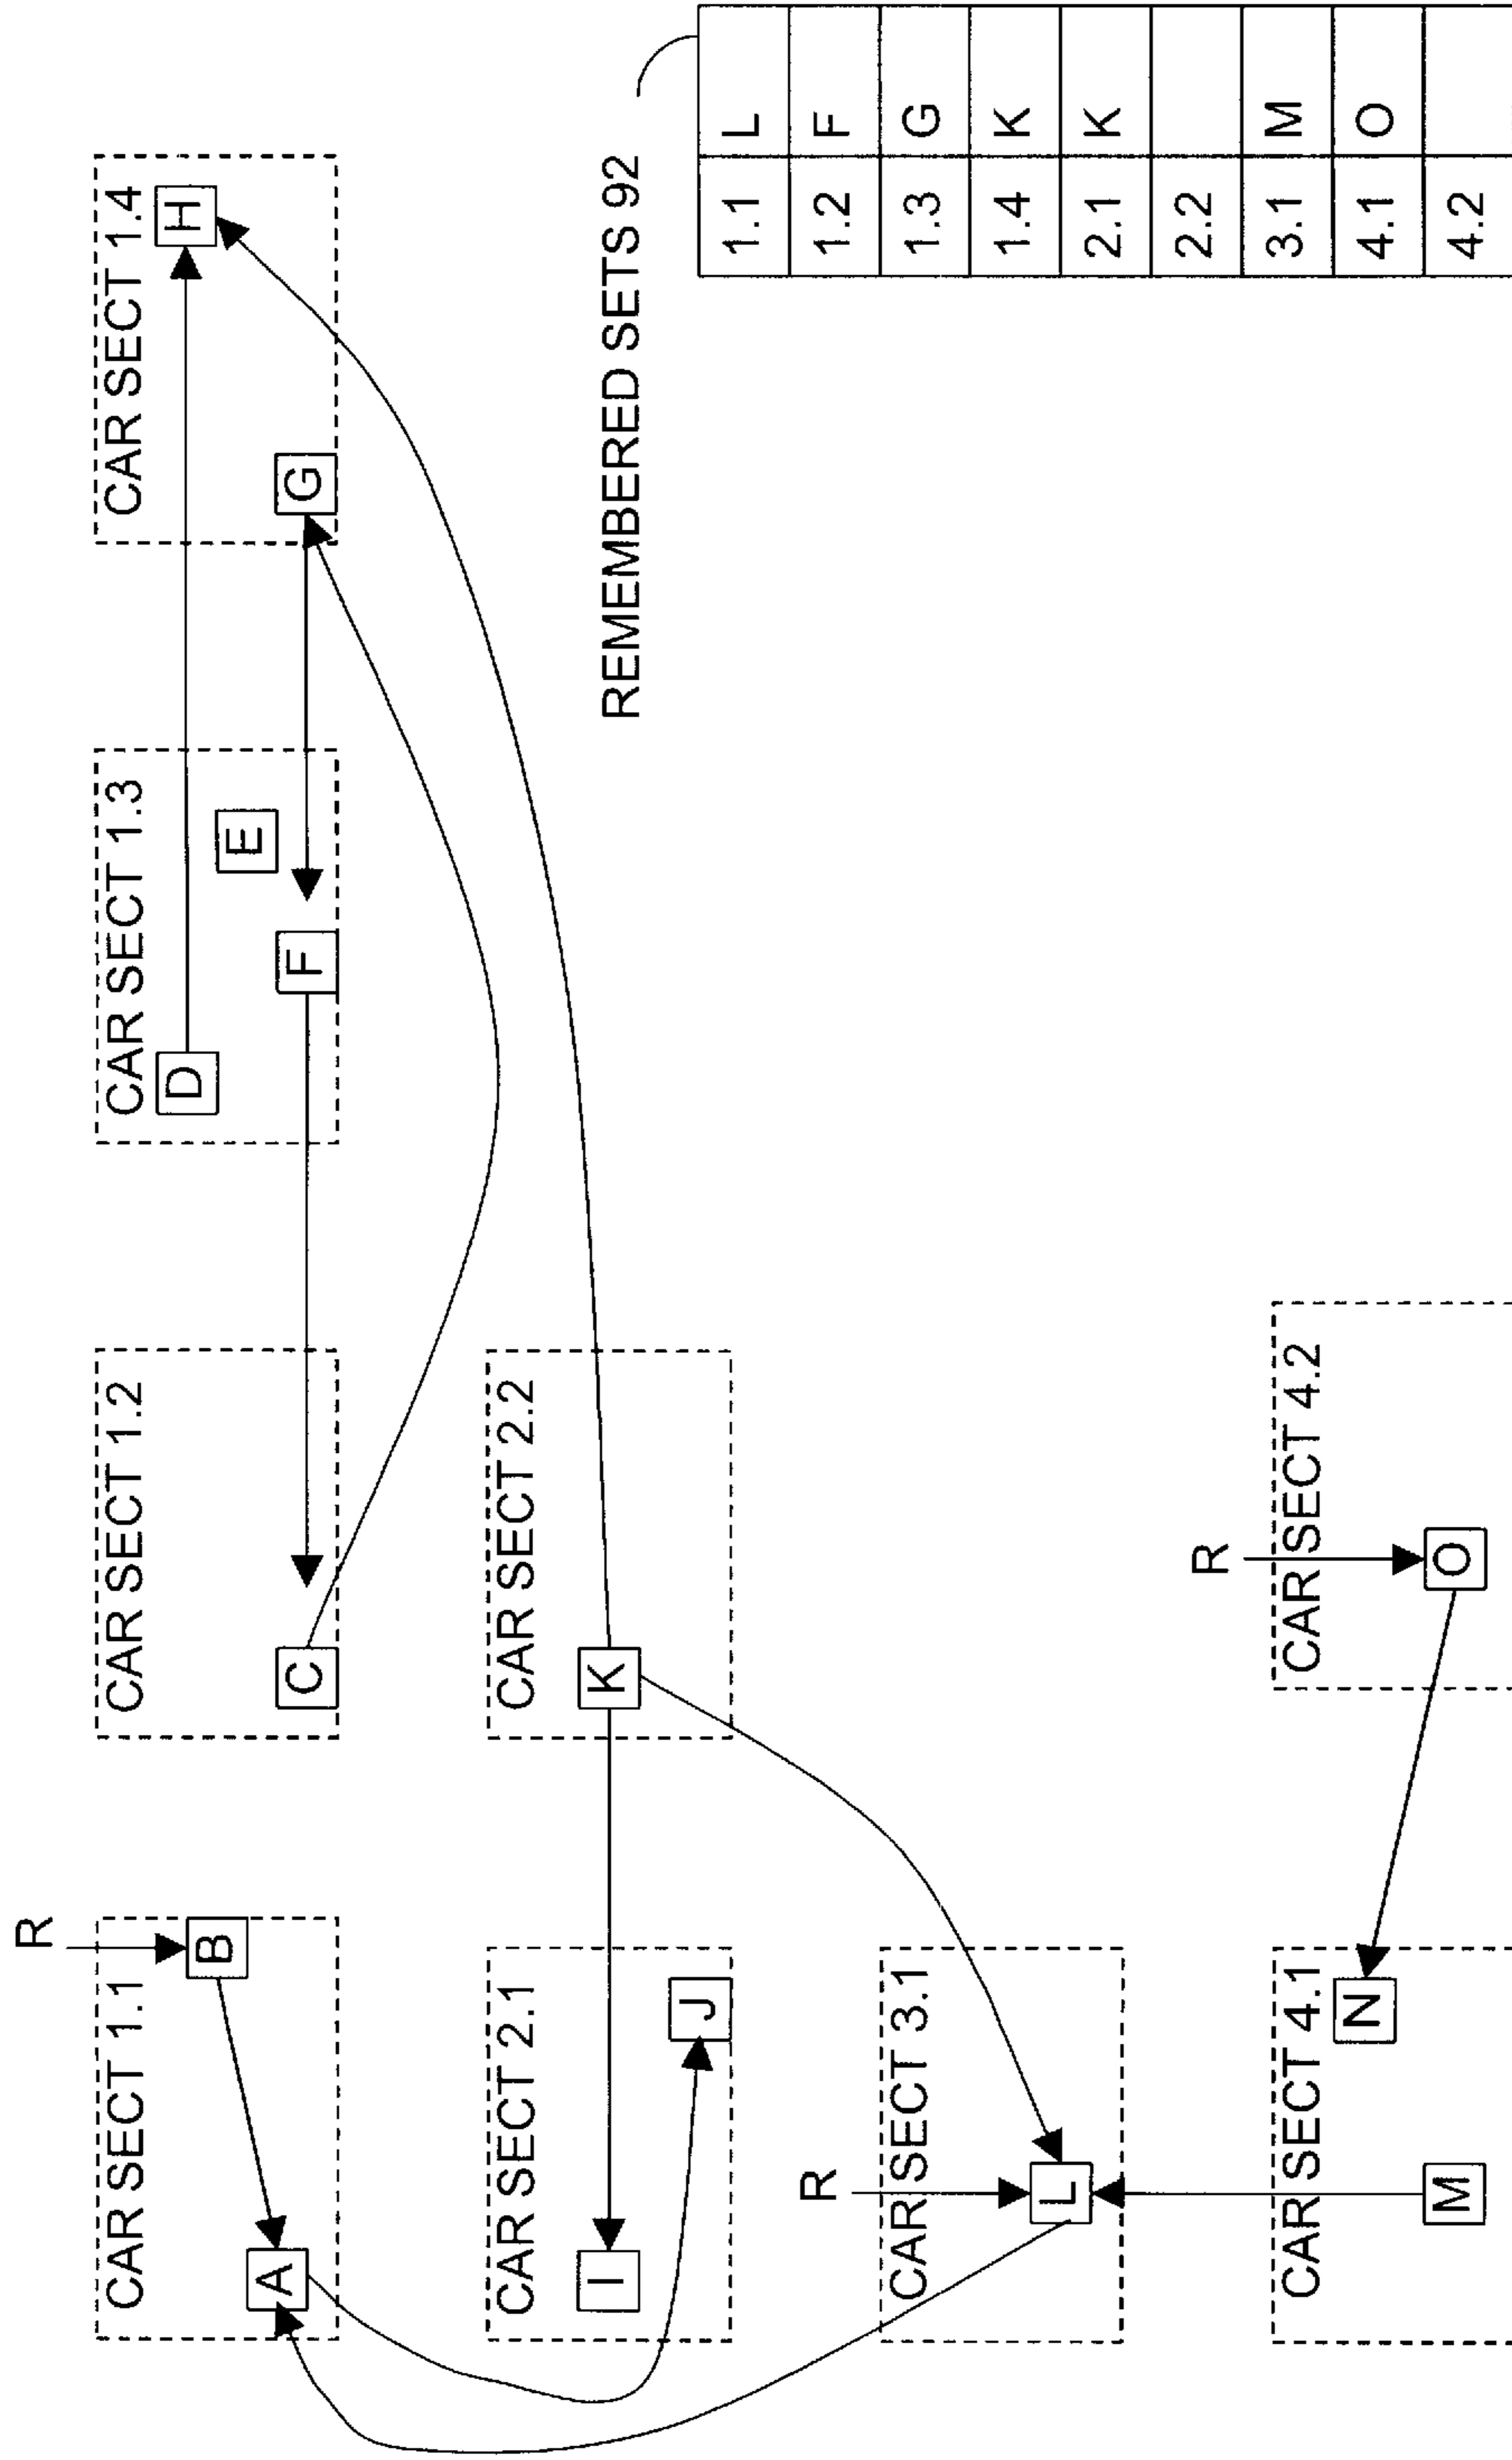 R
CAR SECT 1.1
B
A
CAR SECT 1.2
C
CAR SECT 1.3
D
E
F
CAR SECT 1.4
H
G
CAR SECT 2.1
I
J
CAR SECT 2.2
K
REMEMBERED SETS 92
1.1 L
1.2 F
1.3 G
1.4 K
2.1 K
2.2
3.1 M
4.1 O
4.2
R
CAR SECT 3.1
L
CAR SECT 4.1
N
M
R
CAR SECT 4.2
O